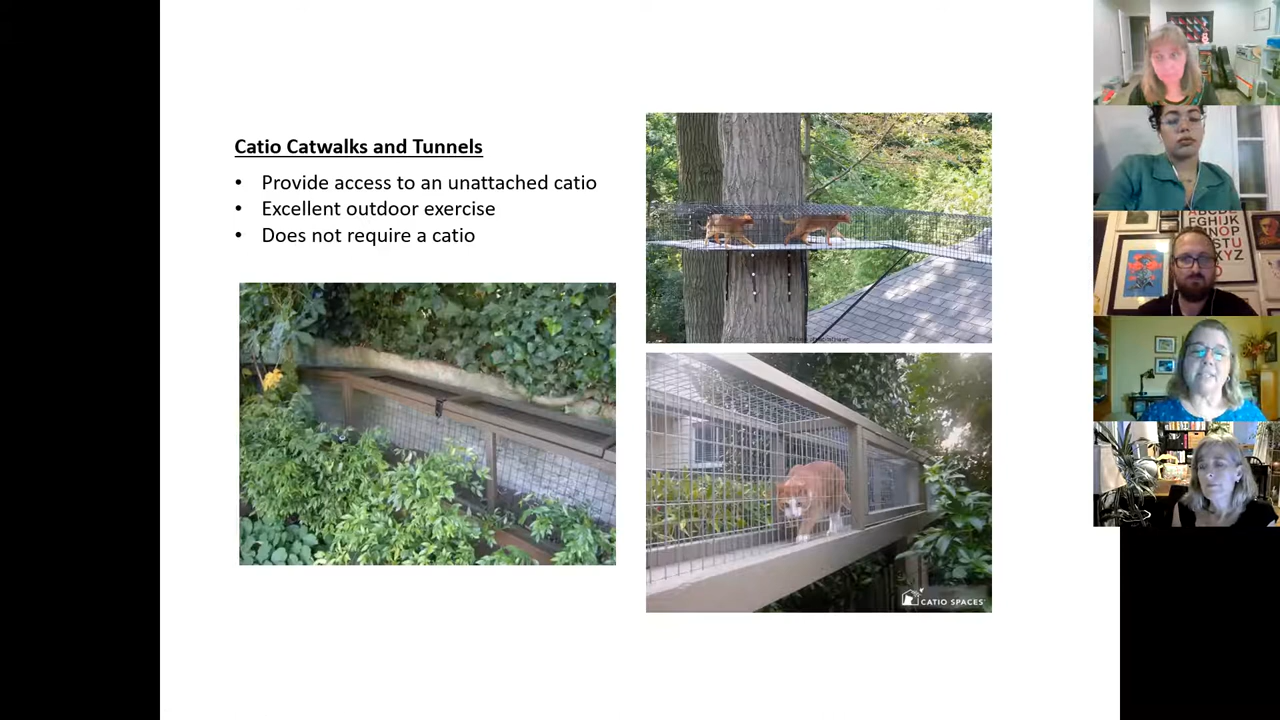 Catio Catwalks and Tunnels
• Provide access to an unattached catio
• Excellent outdoor exercise
• Does not require a catio
CATIO SPACES